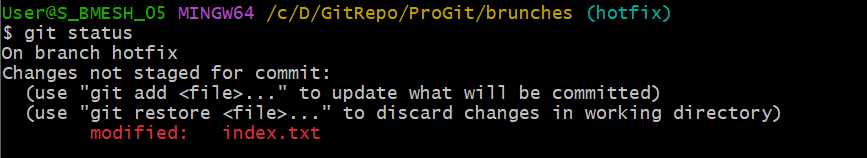 User@S_BMESH_05 MINGW64 /c/D/GitRepo/ProGit/brunches (hotfix)
$ git status
On branch hotfix
Changes not staged for commit:
  (use "git add <file>..." to update what will be committed)
  (use "git restore <file>..." to discard changes in working directory)
        modified:   index.txt